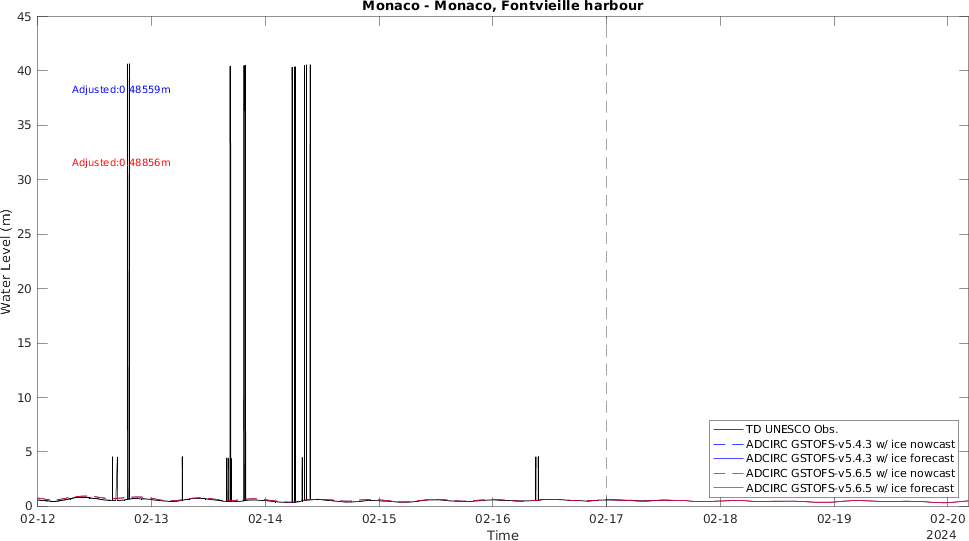 Monaco - Monaco, Fontvieille harbour
45
40
35
30
25
20
15
10
5
0
Water Level (m)
Adjusted:0.48559m
Adjusted:0.48856m
TD UNESCO Obs.
ADCIRC GSTOFS-v5.4.3 w/ ice nowcast
ADCIRC GSTOFS-v5.4.3 w/ ice forecast
ADCIRC GSTOFS-v5.6.5 w/ ice nowcast
ADCIRC GSTOFS-v5.6.5 w/ ice forecast
02-12 02-13 02-14 02-15 02-16 02-17 02-18 02-19 02-20
2024
Time